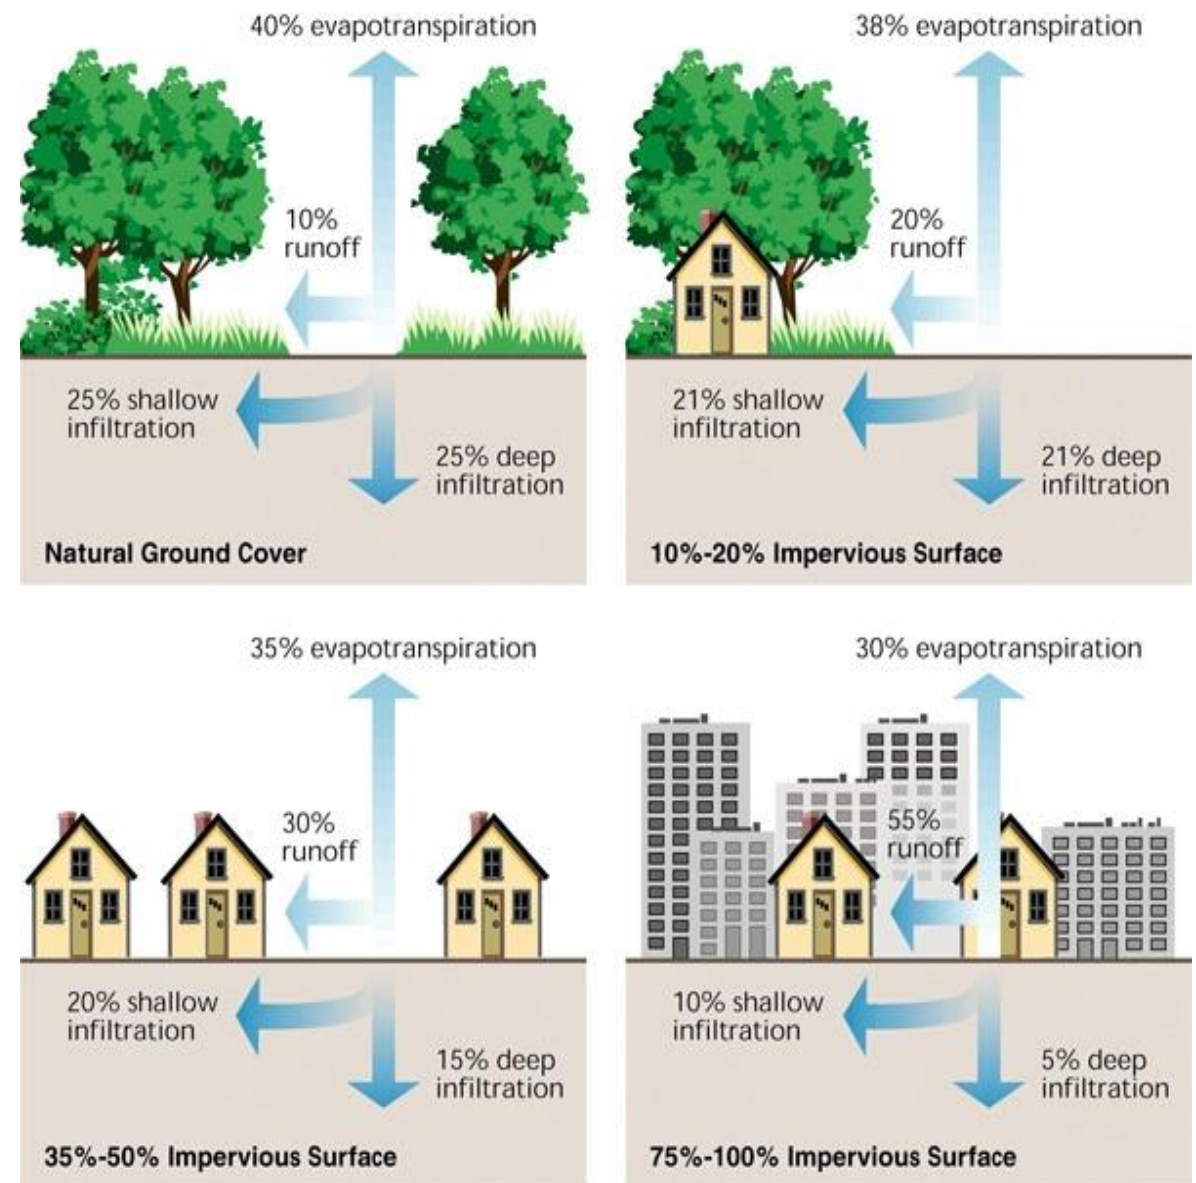 40% evapotranspiration
10%
runoff
25% shallow
infiltration
25% deep
infiltration
Natural Ground Cover
38% evapotranspiration
20%
runoff
21% shallow
infiltration
21% deep
infiltration
10%-20% Impervious Surface
35% evapotranspiration
30%
runoff
20% shallow
infiltration
15% deep
infiltration
35%-50% Impervious Surface
30% evapotranspiration
55%
runoff
10% shallow
infiltration
5% deep
infiltration
75%-100% Impervious Surface